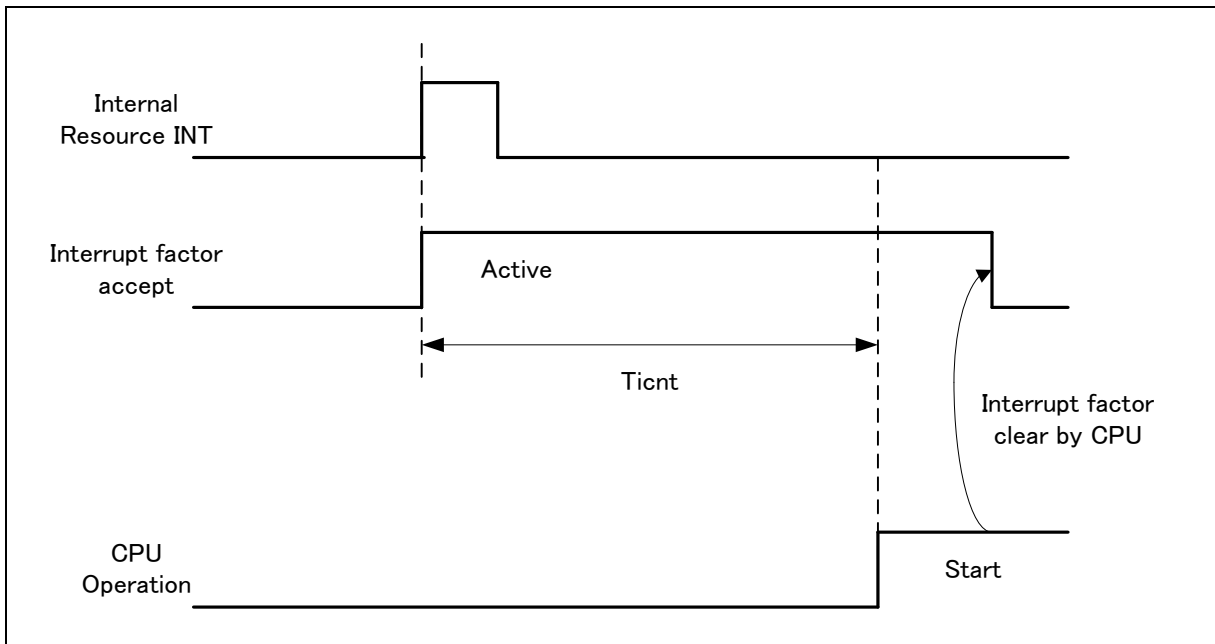 Internal
Resource INT
Interrupt factor
accept
Active
Ticnt
Interrupt factor
clear by CPU
CPU
Operation
Start